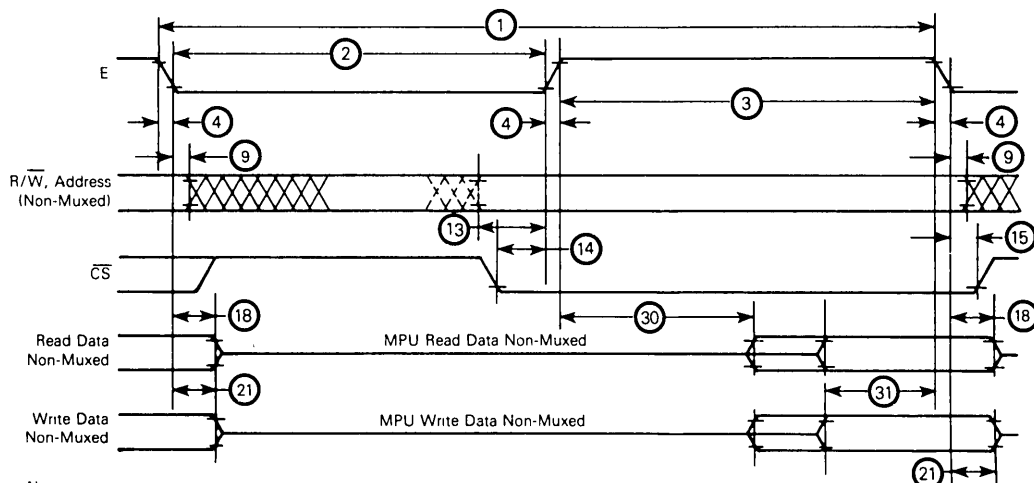 1
2
E
3
4
4
4
9
9
R/W̅, Address
(Non-Muxed)
13
14
15
C̅S̅
18
30
18
Read Data
Non-Muxed
MPU Read Data Non-Muxed
21
31
Write Data
Non-Muxed
MPU Write Data Non-Muxed
21